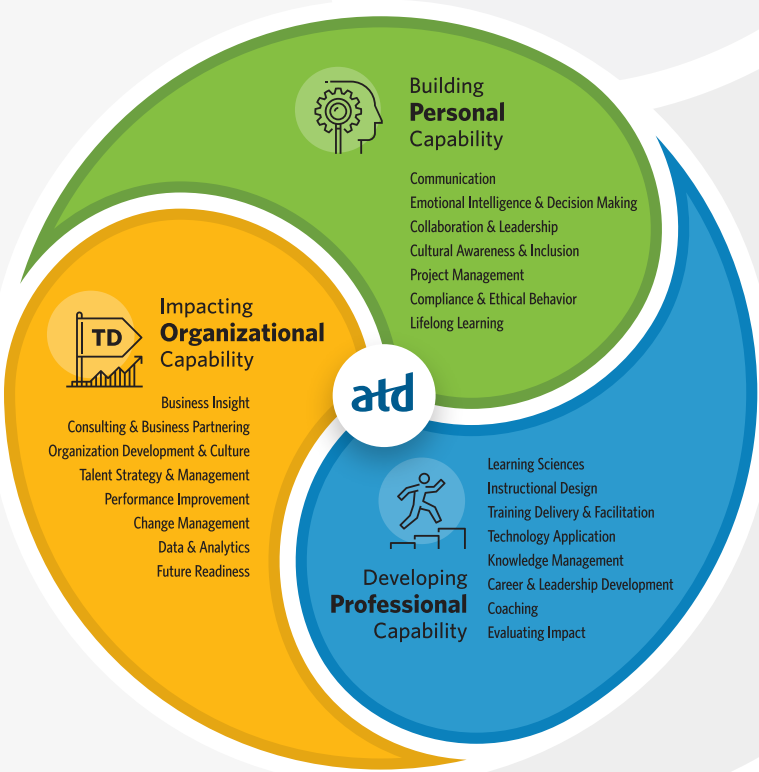 Building
Personal
Capability
Communication
Emotional Intelligence & Decision Making
Collaboration & Leadership
Cultural Awareness & Inclusion
Project Management
Compliance & Ethical Behavior
Lifelong Learning
TD
Impacting
Organizational
Capability
Business Insight
Consulting & Business Partnering
Organization Development & Culture
Talent Strategy & Management
Performance Improvement
Change Management
Data & Analytics
Future Readiness
atd
Developing
Professional
Capability
Learning Sciences
Instructional Design
Training Delivery & Facilitation
Technology Application
Knowledge Management
Career & Leadership Development
Coaching
Evaluating Impact